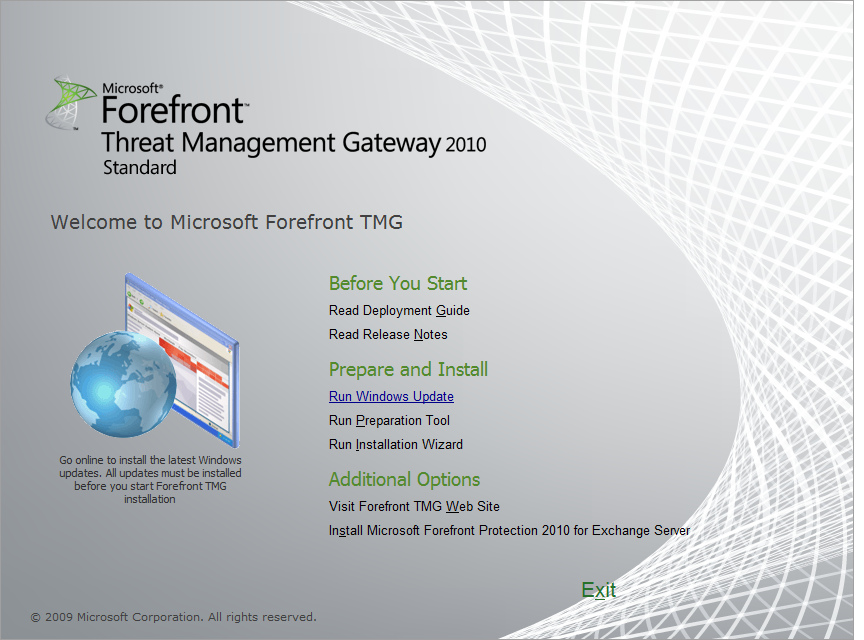 Microsoft®
Forefront™
Threat Management Gateway 2010
Standard
Welcome to Microsoft Forefront TMG
Before You Start
Read Deployment Guide
Read Release Notes
Prepare and Install
Run Windows Update
Run Preparation Tool
Run Installation Wizard
Go online to install the latest Windows
updates. All updates must be installed
before you start Forefront TMG
installation
Additional Options
Visit Forefront TMG Web Site
Install Microsoft Forefront Protection 2010 for Exchange Server
Exit
© 2009 Microsoft Corporation. All rights reserved.